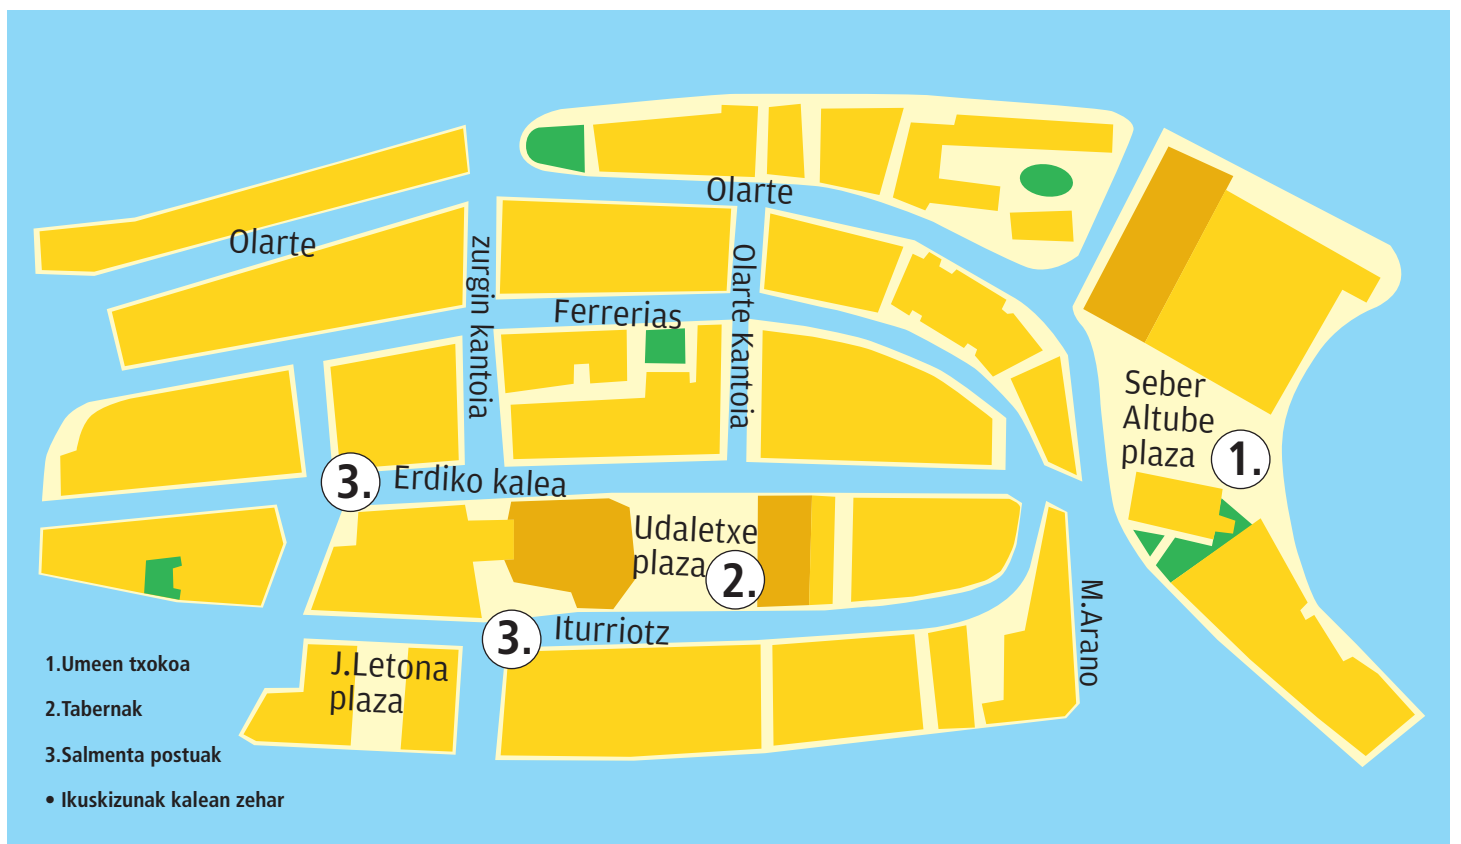 Olarte
Olarte
zurgin kantoia
Olarte Kantoia
Ferrerias
Seber
Altube
plaza
1.
3.
Erdiko kalea
Udaletxe
plaza
2.
3.
Iturriotz
M.Arano
J.Letona
plaza
1.Umeen txokoa
2.Tabernak
3.Salmenta postuak
• Ikuskizunak kalean zehar